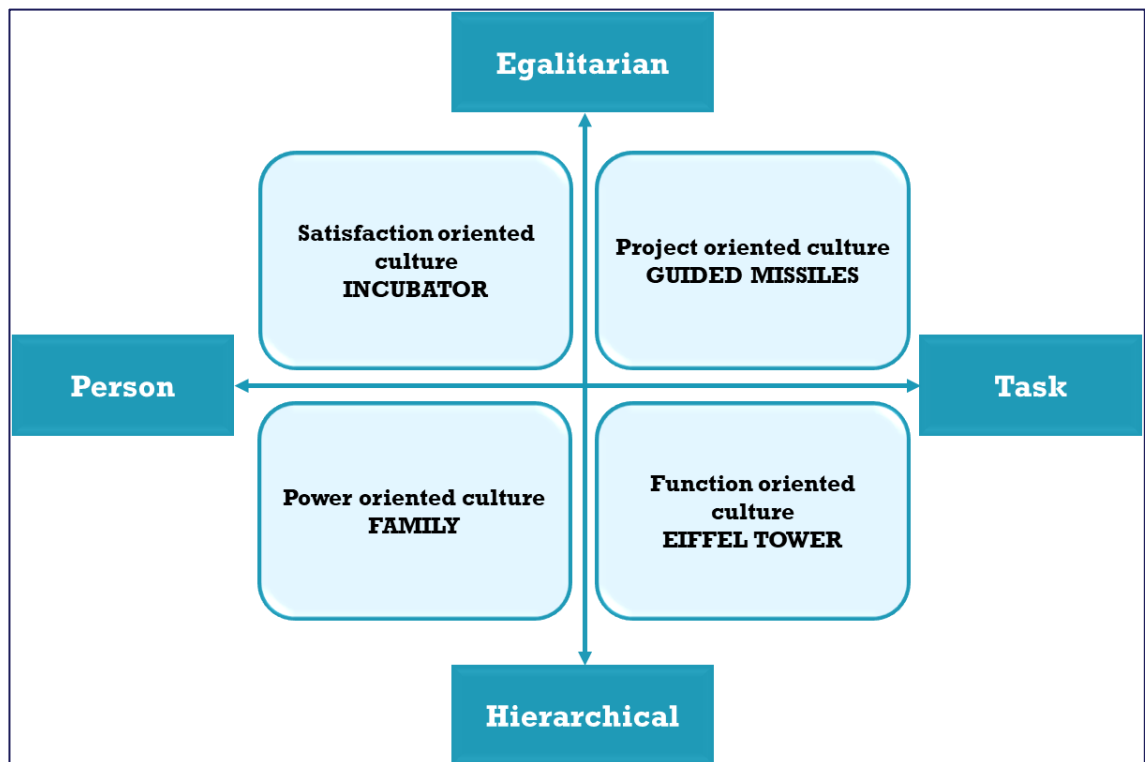 Egalitarian
Satisfaction oriented
culture
INCUBATOR
Project oriented culture
GUIDED MISSILES
Person
Task
Power oriented culture
FAMILY
Function oriented
culture
EIFFEL TOWER
Hierarchical